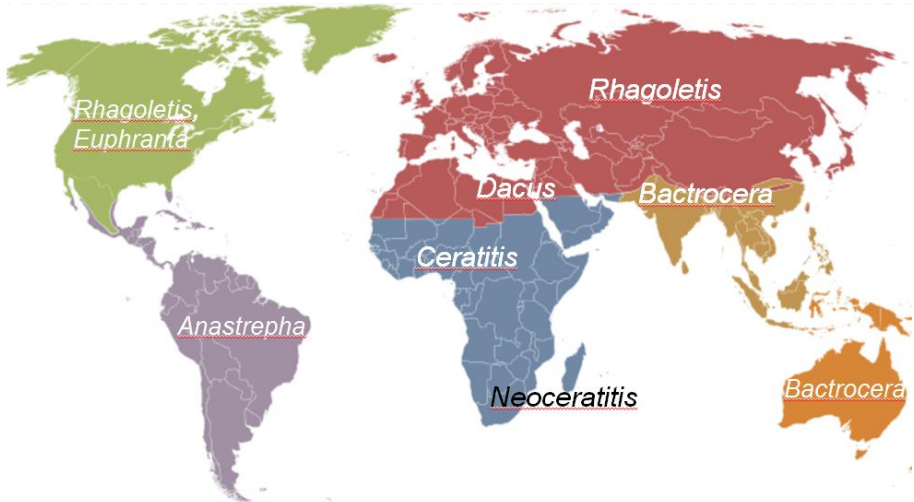 Rhagoletis,
Euphranta
Rhagoletis
Dacus
Bactrocera
Ceratitis
Anastrepha
Neoceratitis
Bactrocera